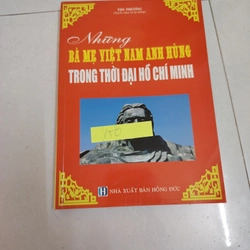 Những
BÀ MẸ VIỆT NAM ANH HÙNG
TRONG THỜI ĐẠI HỒ CHÍ MINH
NHÀ XUẤT BẢN HỒNG ĐỨC